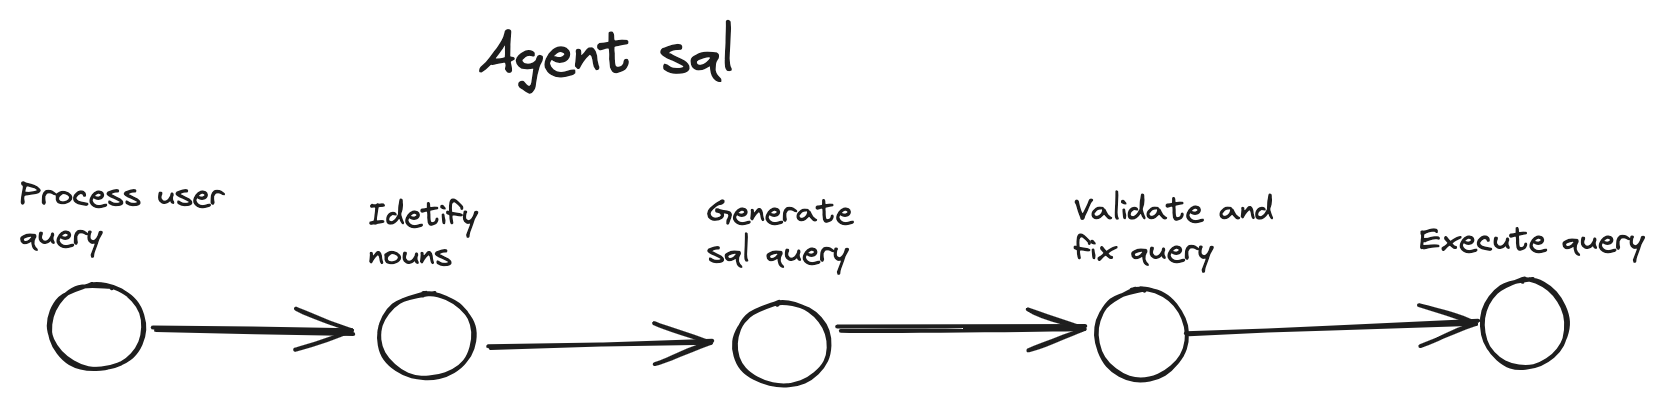 Agent sql
Process user
query
Idetify
nouns
Generate
sql query
Validate and
fix query
Execute query